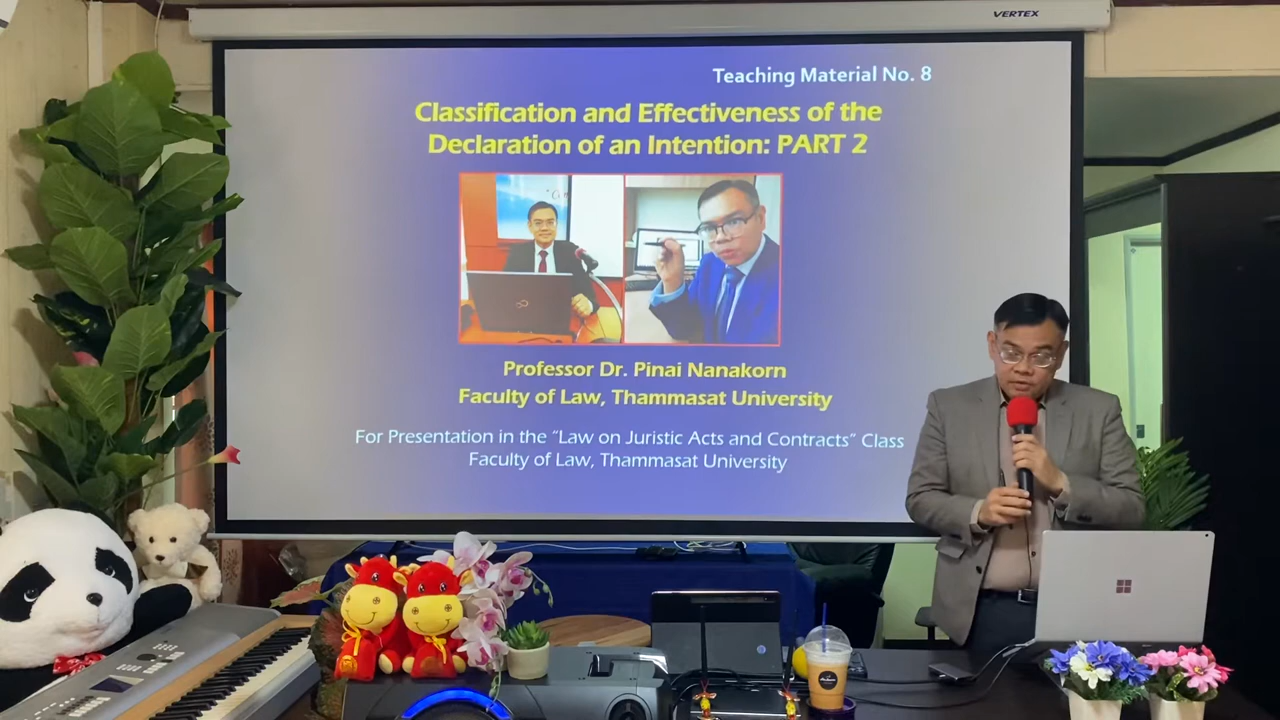 VERTEX
Teaching Material No. 8
Classification and Effectiveness of the
Declaration of an Intention: PART 2
Professor Dr. Pinai Nanakorn
Faculty of Law, Thammasat University
For Presentation in the “Law on Juristic Acts and Contracts” Class
Faculty of Law, Thammasat University